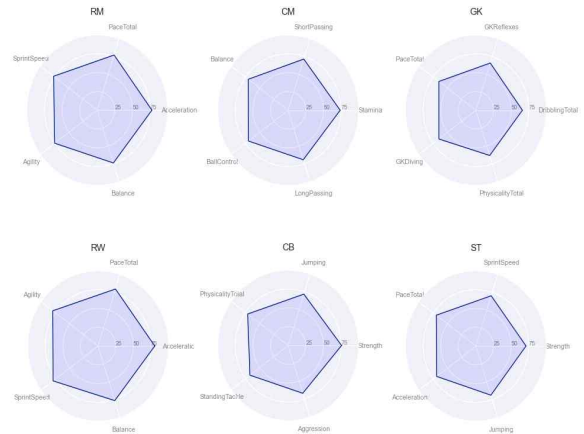 RM
PaceTotal
SprintSpeed
Acceleration
25 50 75
Agility
Balance
CM
ShortPassing
Balance
Stamina
25 50 75
BallControl
LongPassing
GK
GKReflexes
PaceTotal
DribblingTotal
25 50 75
GKDiving
PhysicalityTotal
RW
PaceTotal
Agility
Acceleratic
25 50 75
SprintSpeed
Balance
CB
Jumping
PhysicalityTotal
Strength
25 50 75
StandingTackle
Aggression
ST
SprintSpeed
PaceTotal
Strength
25 50 75
Acceleration
Jumping